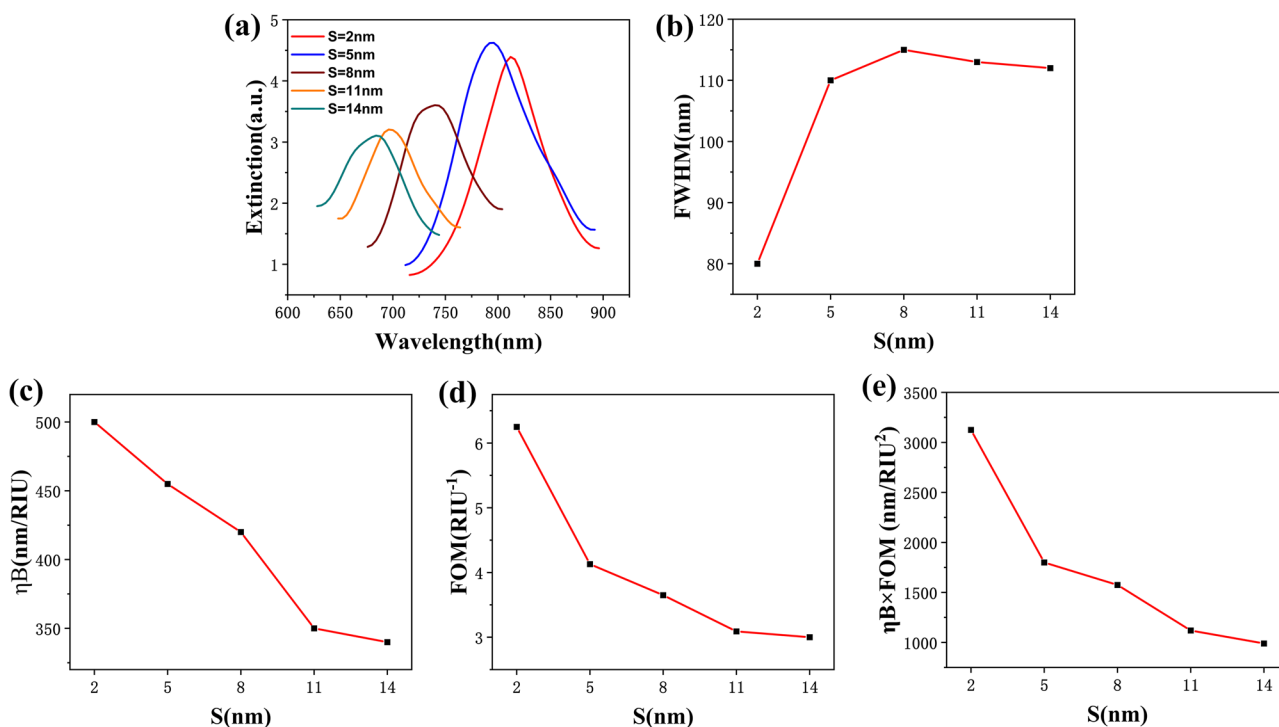 (a)
S=2nm
S=5nm
S=8nm
S=11nm
S=14nm
Extinction(a.u.)
5
4
3
2
1
600 650 700 750 800 850 900
Wavelength(nm)
(b)
FWHM(nm)
120
110
100
90
80
2 5 8 11 14
S(nm)
(c)
ηB(nm/RIU)
500
450
400
350
2 5 8 11 14
S(nm)
(d)
FOM(RIU⁻¹)
6
5
4
3
2 5 8 11 14
S(nm)
(e)
ηB×FOM (nm/RIU²)
3500
3000
2500
2000
1500
1000
2 5 8 11 14
S(nm)